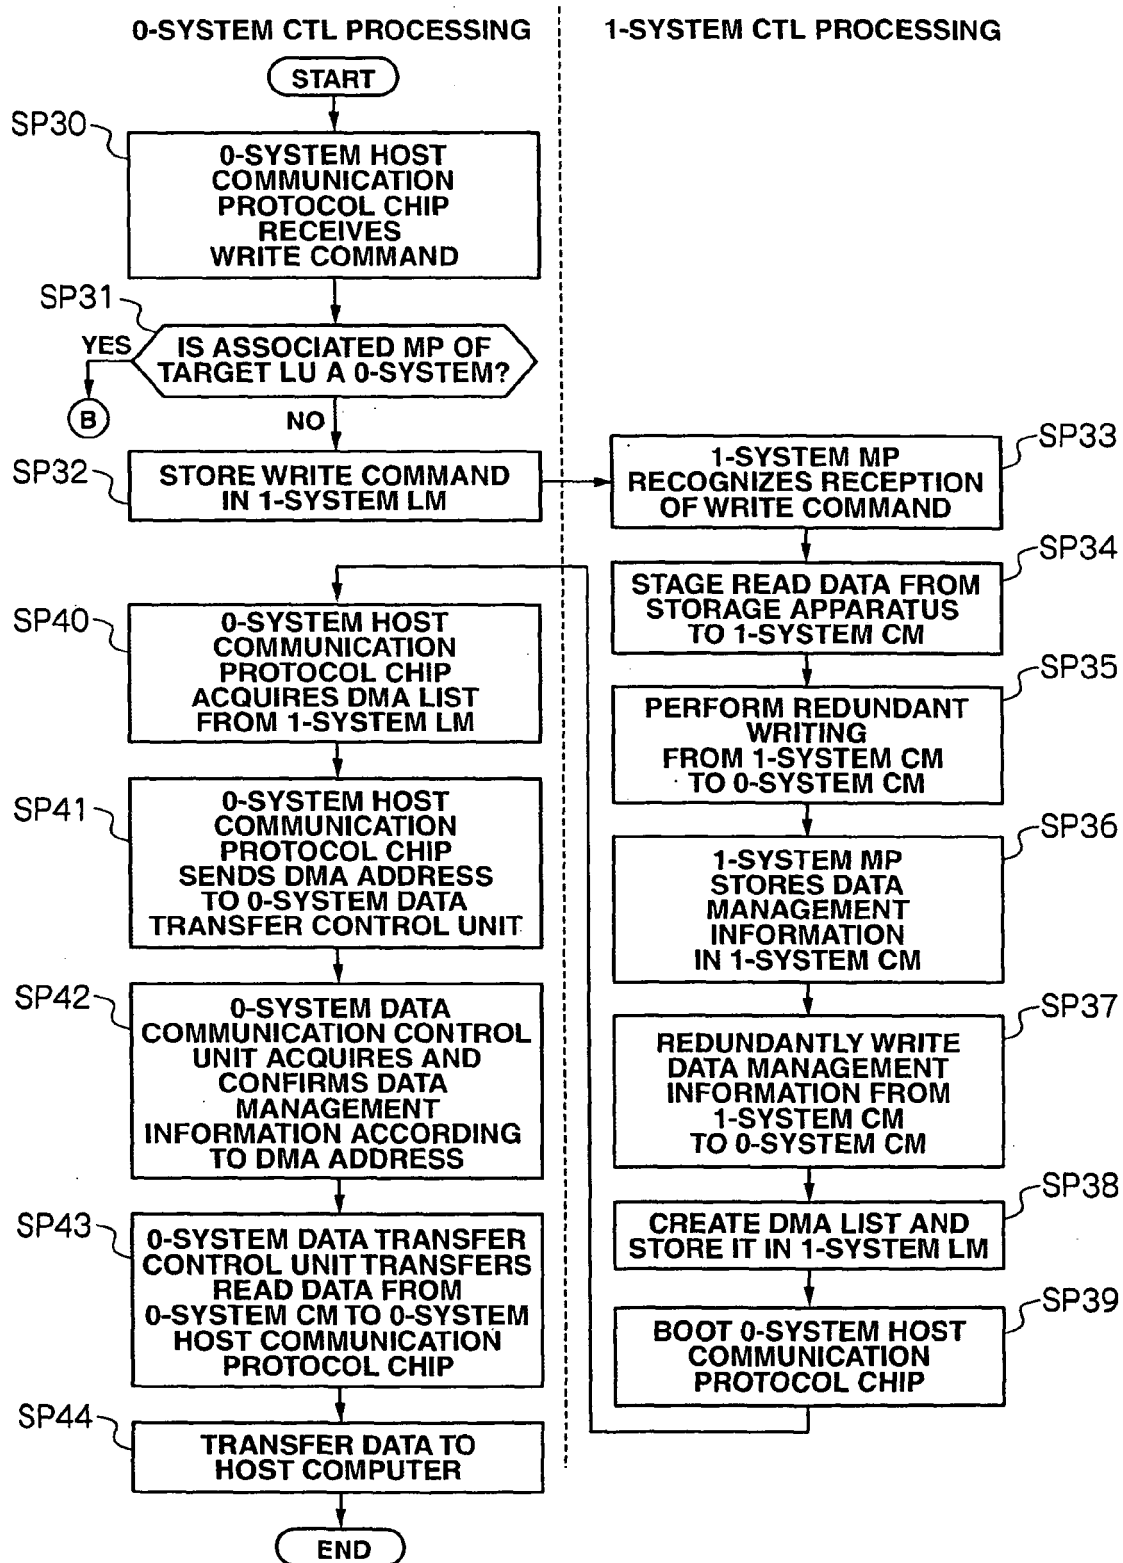 0-SYSTEM CTL PROCESSING
1-SYSTEM CTL PROCESSING
START
SP30
0-SYSTEM HOST
COMMUNICATION
PROTOCOL CHIP
RECEIVES
WRITE COMMAND
SP31
YES
IS ASSOCIATED MP OF
TARGET LU A 0-SYSTEM?
B
NO
SP32
STORE WRITE COMMAND
IN 1-SYSTEM LM
SP33
1-SYSTEM MP
RECOGNIZES RECEPTION
OF WRITE COMMAND
SP34
STAGE READ DATA FROM
STORAGE APPARATUS
TO 1-SYSTEM CM
SP35
PERFORM REDUNDANT
WRITING
FROM 1-SYSTEM CM
TO 0-SYSTEM CM
SP36
1-SYSTEM MP
STORES DATA
MANAGEMENT
INFORMATION
IN 1-SYSTEM CM
SP37
REDUNDANTLY WRITE
DATA MANAGEMENT
INFORMATION FROM
1-SYSTEM CM
TO 0-SYSTEM CM
SP38
CREATE DMA LIST AND
STORE IT IN 1-SYSTEM LM
SP39
BOOT 0-SYSTEM HOST
COMMUNICATION
PROTOCOL CHIP
SP40
0-SYSTEM HOST
COMMUNICATION
PROTOCOL CHIP
ACQUIRES DMA LIST
FROM 1-SYSTEM LM
SP41
0-SYSTEM HOST
COMMUNICATION
PROTOCOL CHIP
SENDS DMA ADDRESS
TO 0-SYSTEM DATA
TRANSFER CONTROL UNIT
SP42
0-SYSTEM DATA
COMMUNICATION CONTROL
UNIT ACQUIRES AND
CONFIRMS DATA
MANAGEMENT
INFORMATION ACCORDING
TO DMA ADDRESS
SP43
0-SYSTEM DATA TRANSFER
CONTROL UNIT TRANSFERS
READ DATA FROM
0-SYSTEM CM TO 0-SYSTEM
HOST COMMUNICATION
PROTOCOL CHIP
SP44
TRANSFER DATA TO
HOST COMPUTER
END